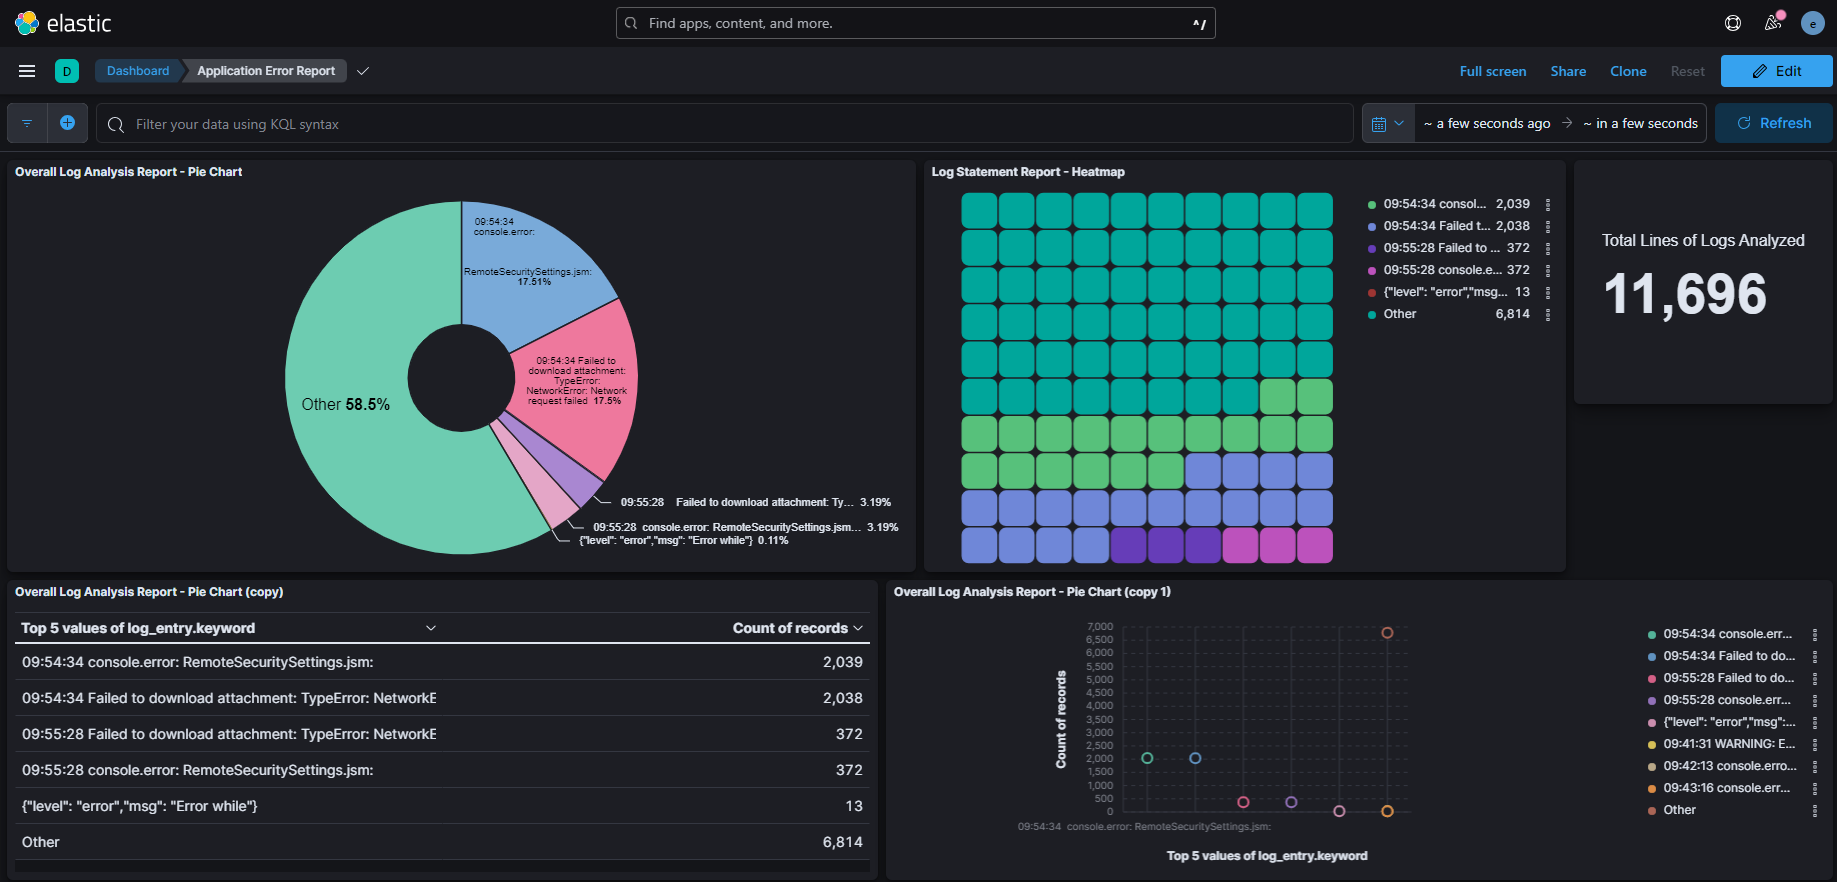 elastic
Find apps, content, and more.
^/
e
D
Dashboard
Application Error Report
Full screen
Share
Clone
Reset
Edit
Filter your data using KQL syntax
~ a few seconds ago
~ in a few seconds
Refresh
Overall Log Analysis Report - Pie Chart
09:54:34
console.error:
RemoteSecuritySettings.jsm:
17.51%
09:54:34 Failed to
download attachment:
TypeError:
NetworkError: Network
request failed 17.5%
Other 58.5%
09:55:28 Failed to download attachment: Ty... 3.19%
09:55:28 console.error: RemoteSecuritySettings.jsm... 3.19%
{"level": "error","msg": "Error while"} 0.11%
Log Statement Report - Heatmap
09:54:34 consol... 2,039
09:54:34 Failed t... 2,038
09:55:28 Failed to ... 372
09:55:28 console.e... 372
{"level": "error","msg... 13
Other 6,814
Total Lines of Logs Analyzed
11,696
Overall Log Analysis Report - Pie Chart (copy)
Top 5 values of log_entry.keyword Count of records
09:54:34 console.error: RemoteSecuritySettings.jsm: 2,039
09:54:34 Failed to download attachment: TypeError: NetworkE 2,038
09:55:28 Failed to download attachment: TypeError: NetworkE 372
09:55:28 console.error: RemoteSecuritySettings.jsm: 372
{"level": "error","msg": "Error while"} 13
Other 6,814
Overall Log Analysis Report - Pie Chart (copy 1)
Count of records
7,000
6,500
6,000
5,500
5,000
4,500
4,000
3,500
3,000
2,500
2,000
1,500
1,000
500
0
09:54:34 console.error: RemoteSecuritySettings.jsm:
Top 5 values of log_entry.keyword
09:54:34 console.err...
09:54:34 Failed to do...
09:55:28 Failed to do...
09:55:28 console.err...
{"level": "error","msg":...
09:41:31 WARNING: E...
09:42:13 console.erro...
09:43:16 console.err...
Other